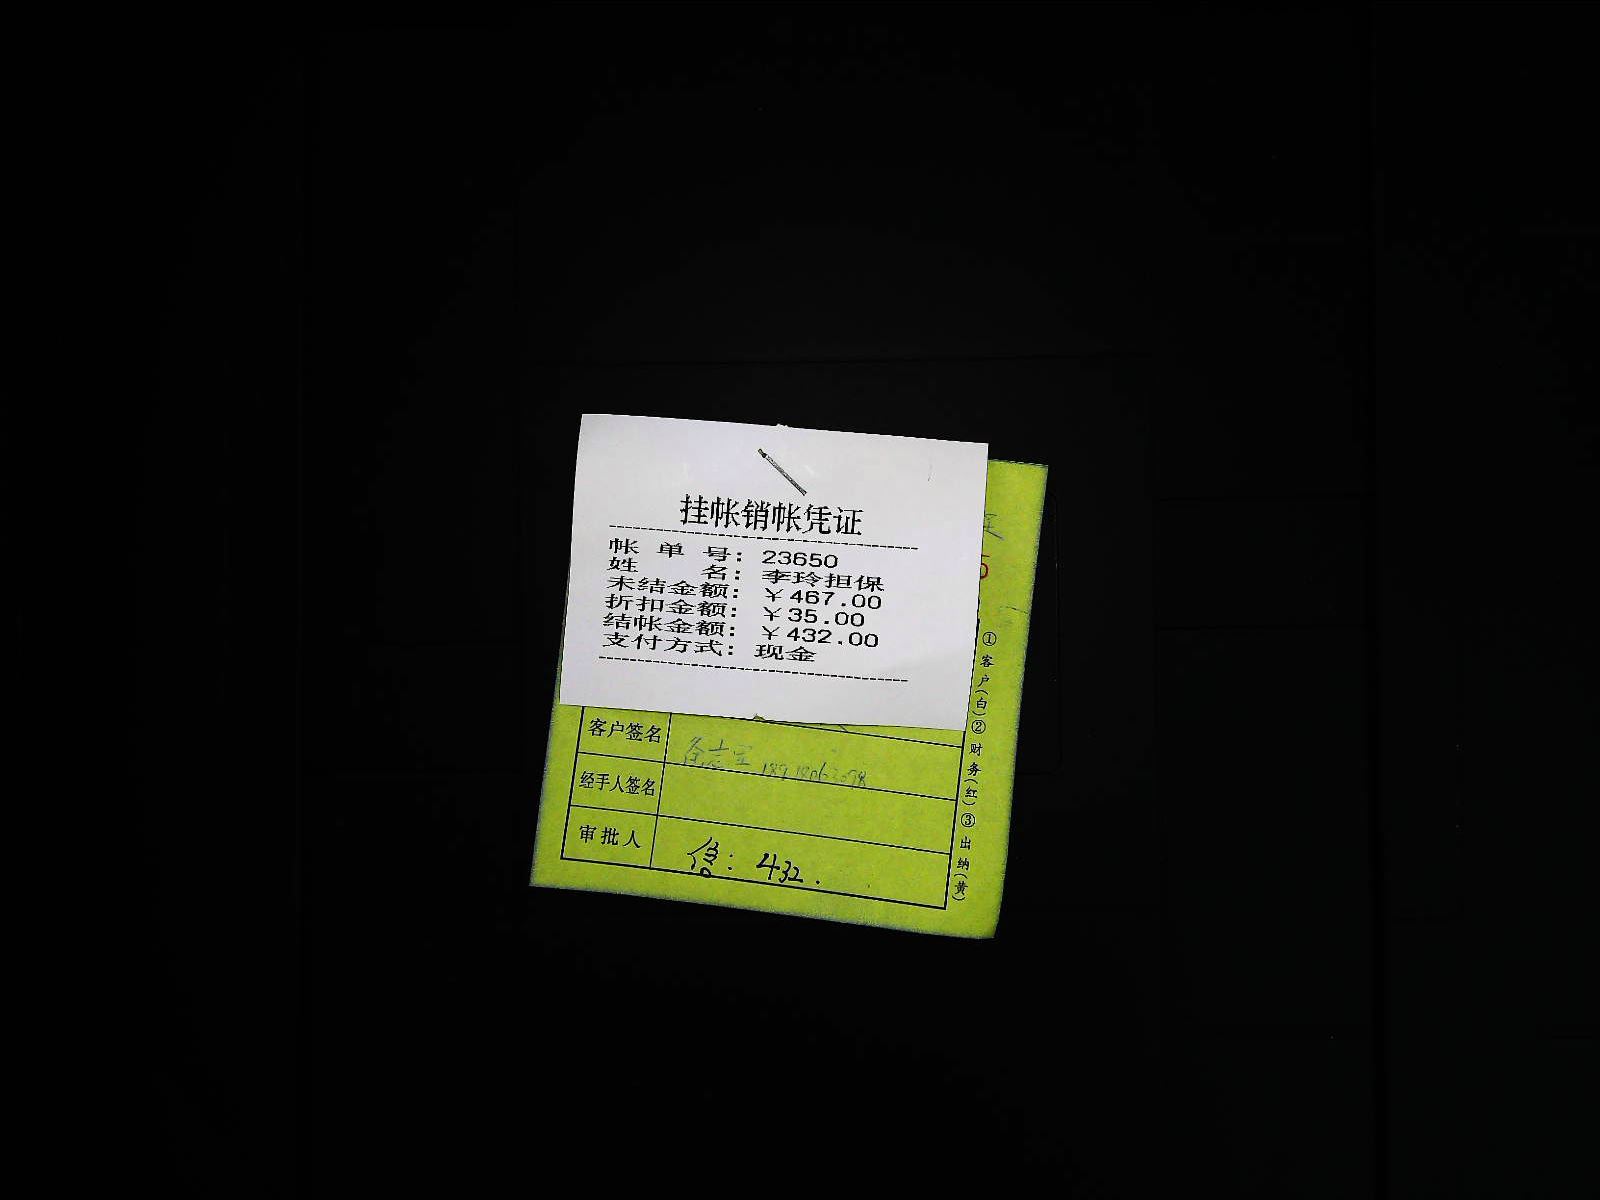 挂帐销帐凭证
帐单号：23650
姓名：李玲担保
未结金额：￥467.00
折扣金额：￥35.00
结帐金额：￥432.00
支付方式：现金
客户签名
经手人签名
审批人
432.
5
①客户(白)②财务(红)③出纳(黄)